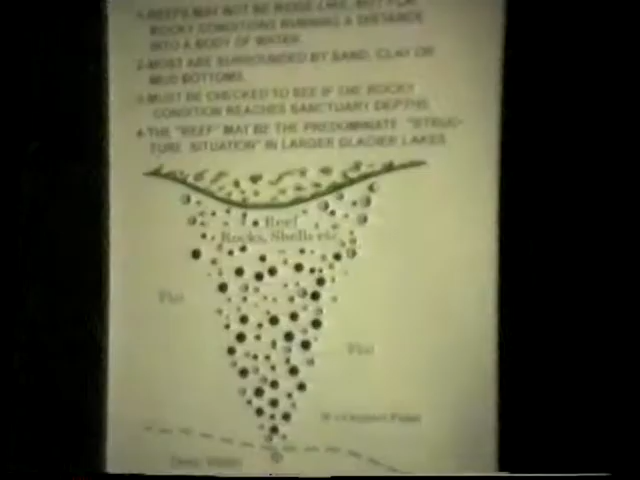 1-REEFS MAY NOT BE RIDGE-LIKE, BUT FOR
ROCKY CONDITIONS RUNNING A DISTANCE
INTO A BODY OF WATER.
2-MOST ARE SURROUNDED BY SAND, CLAY OR
MUD BOTTOMS.
3-MUST BE CHECKED TO SEE IF THE ROCKY
CONDITION REACHES SANCTUARY DEPTHS.
4-THE "REEF" MAY BE THE PREDOMINATE "STRUC-
TURE SITUATION" IN LARGER GLACIER LAKES
Reef
Rocks, Shells etc
Flat
Flat
Point
Deep Water